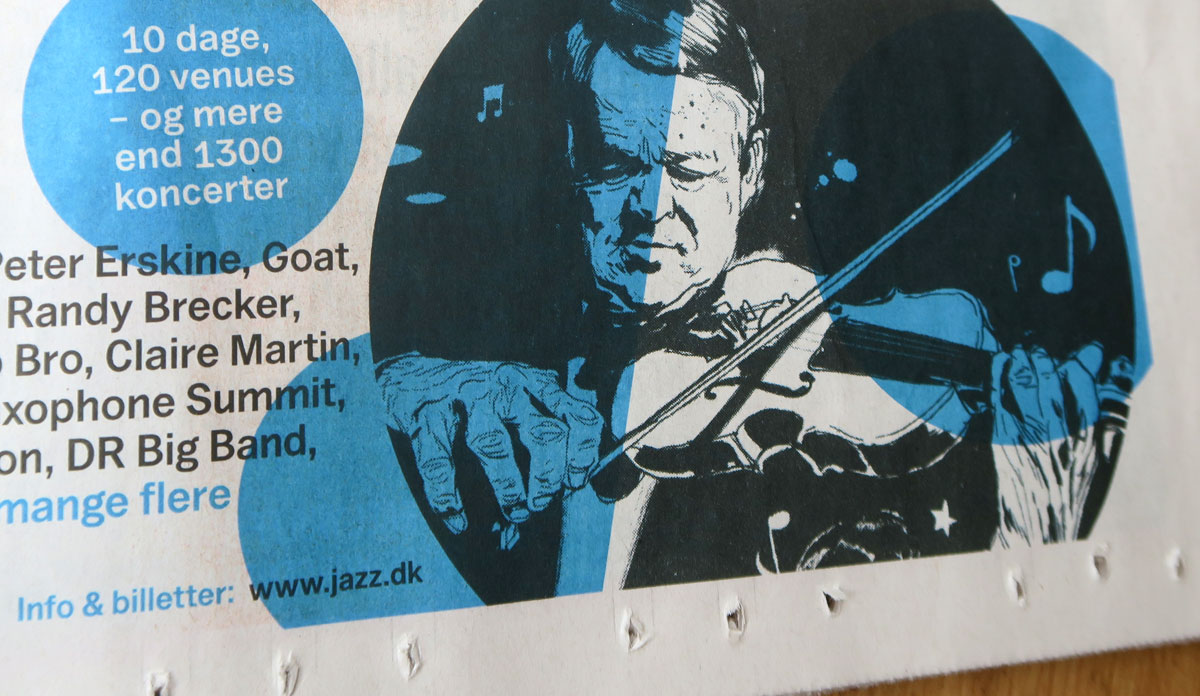 10 dage,
120 venues
– og mere
end 1300
koncerter
Peter Erskine, Goat,
Randy Brecker,
Bro, Claire Martin,
xophone Summit,
on, DR Big Band,
mange flere
Info & billetter: www.jazz.dk